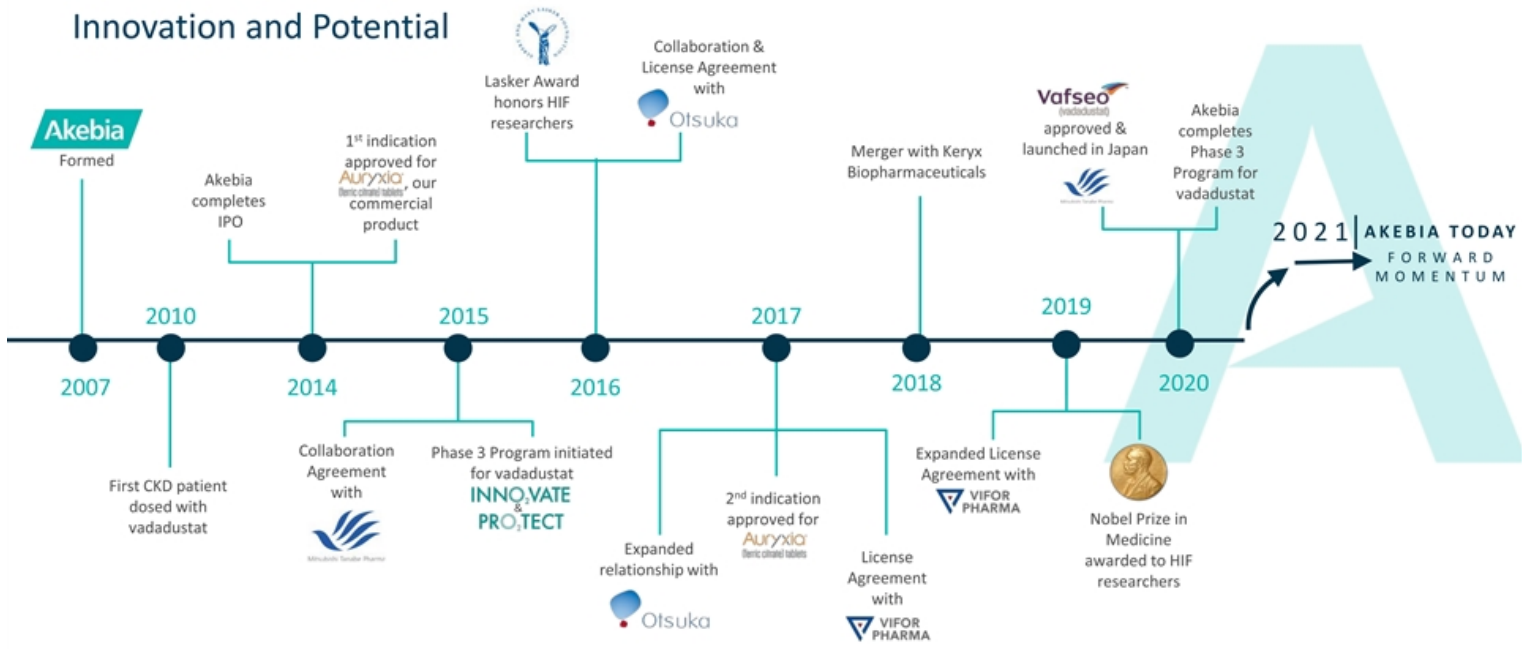 Innovation and Potential
Akebia
Formed
2007
2010
First CKD patient
dosed with
vadadustat
Akebia
completes
IPO
1st indication
approved for
Auryxia
(ferric citrate) tablets, our
commercial
product
2014
2015
Collaboration
Agreement
with
Mitsubishi Tanabe Pharma
Phase 3 Program initiated
for vadadustat
INNO2VATE
&
PRO2TECT
Lasker Award
honors HIF
researchers
Collaboration &
License Agreement
with
Otsuka
2016
2017
Expanded
relationship with
Otsuka
2nd indication
approved for
Auryxia
(ferric citrate) tablets
License
Agreement
with
VIFOR
PHARMA
Merger with Keryx
Biopharmaceuticals
2018
2019
Expanded License
Agreement with
VIFOR
PHARMA
Nobel Prize in
Medicine
awarded to HIF
researchers
Vafseo
(vadadustat)
approved &
launched in Japan
Mitsubishi Tanabe Pharma
Akebia
completes
Phase 3
Program for
vadadustat
2020
2021 | AKEBIA TODAY
FORWARD
MOMENTUM